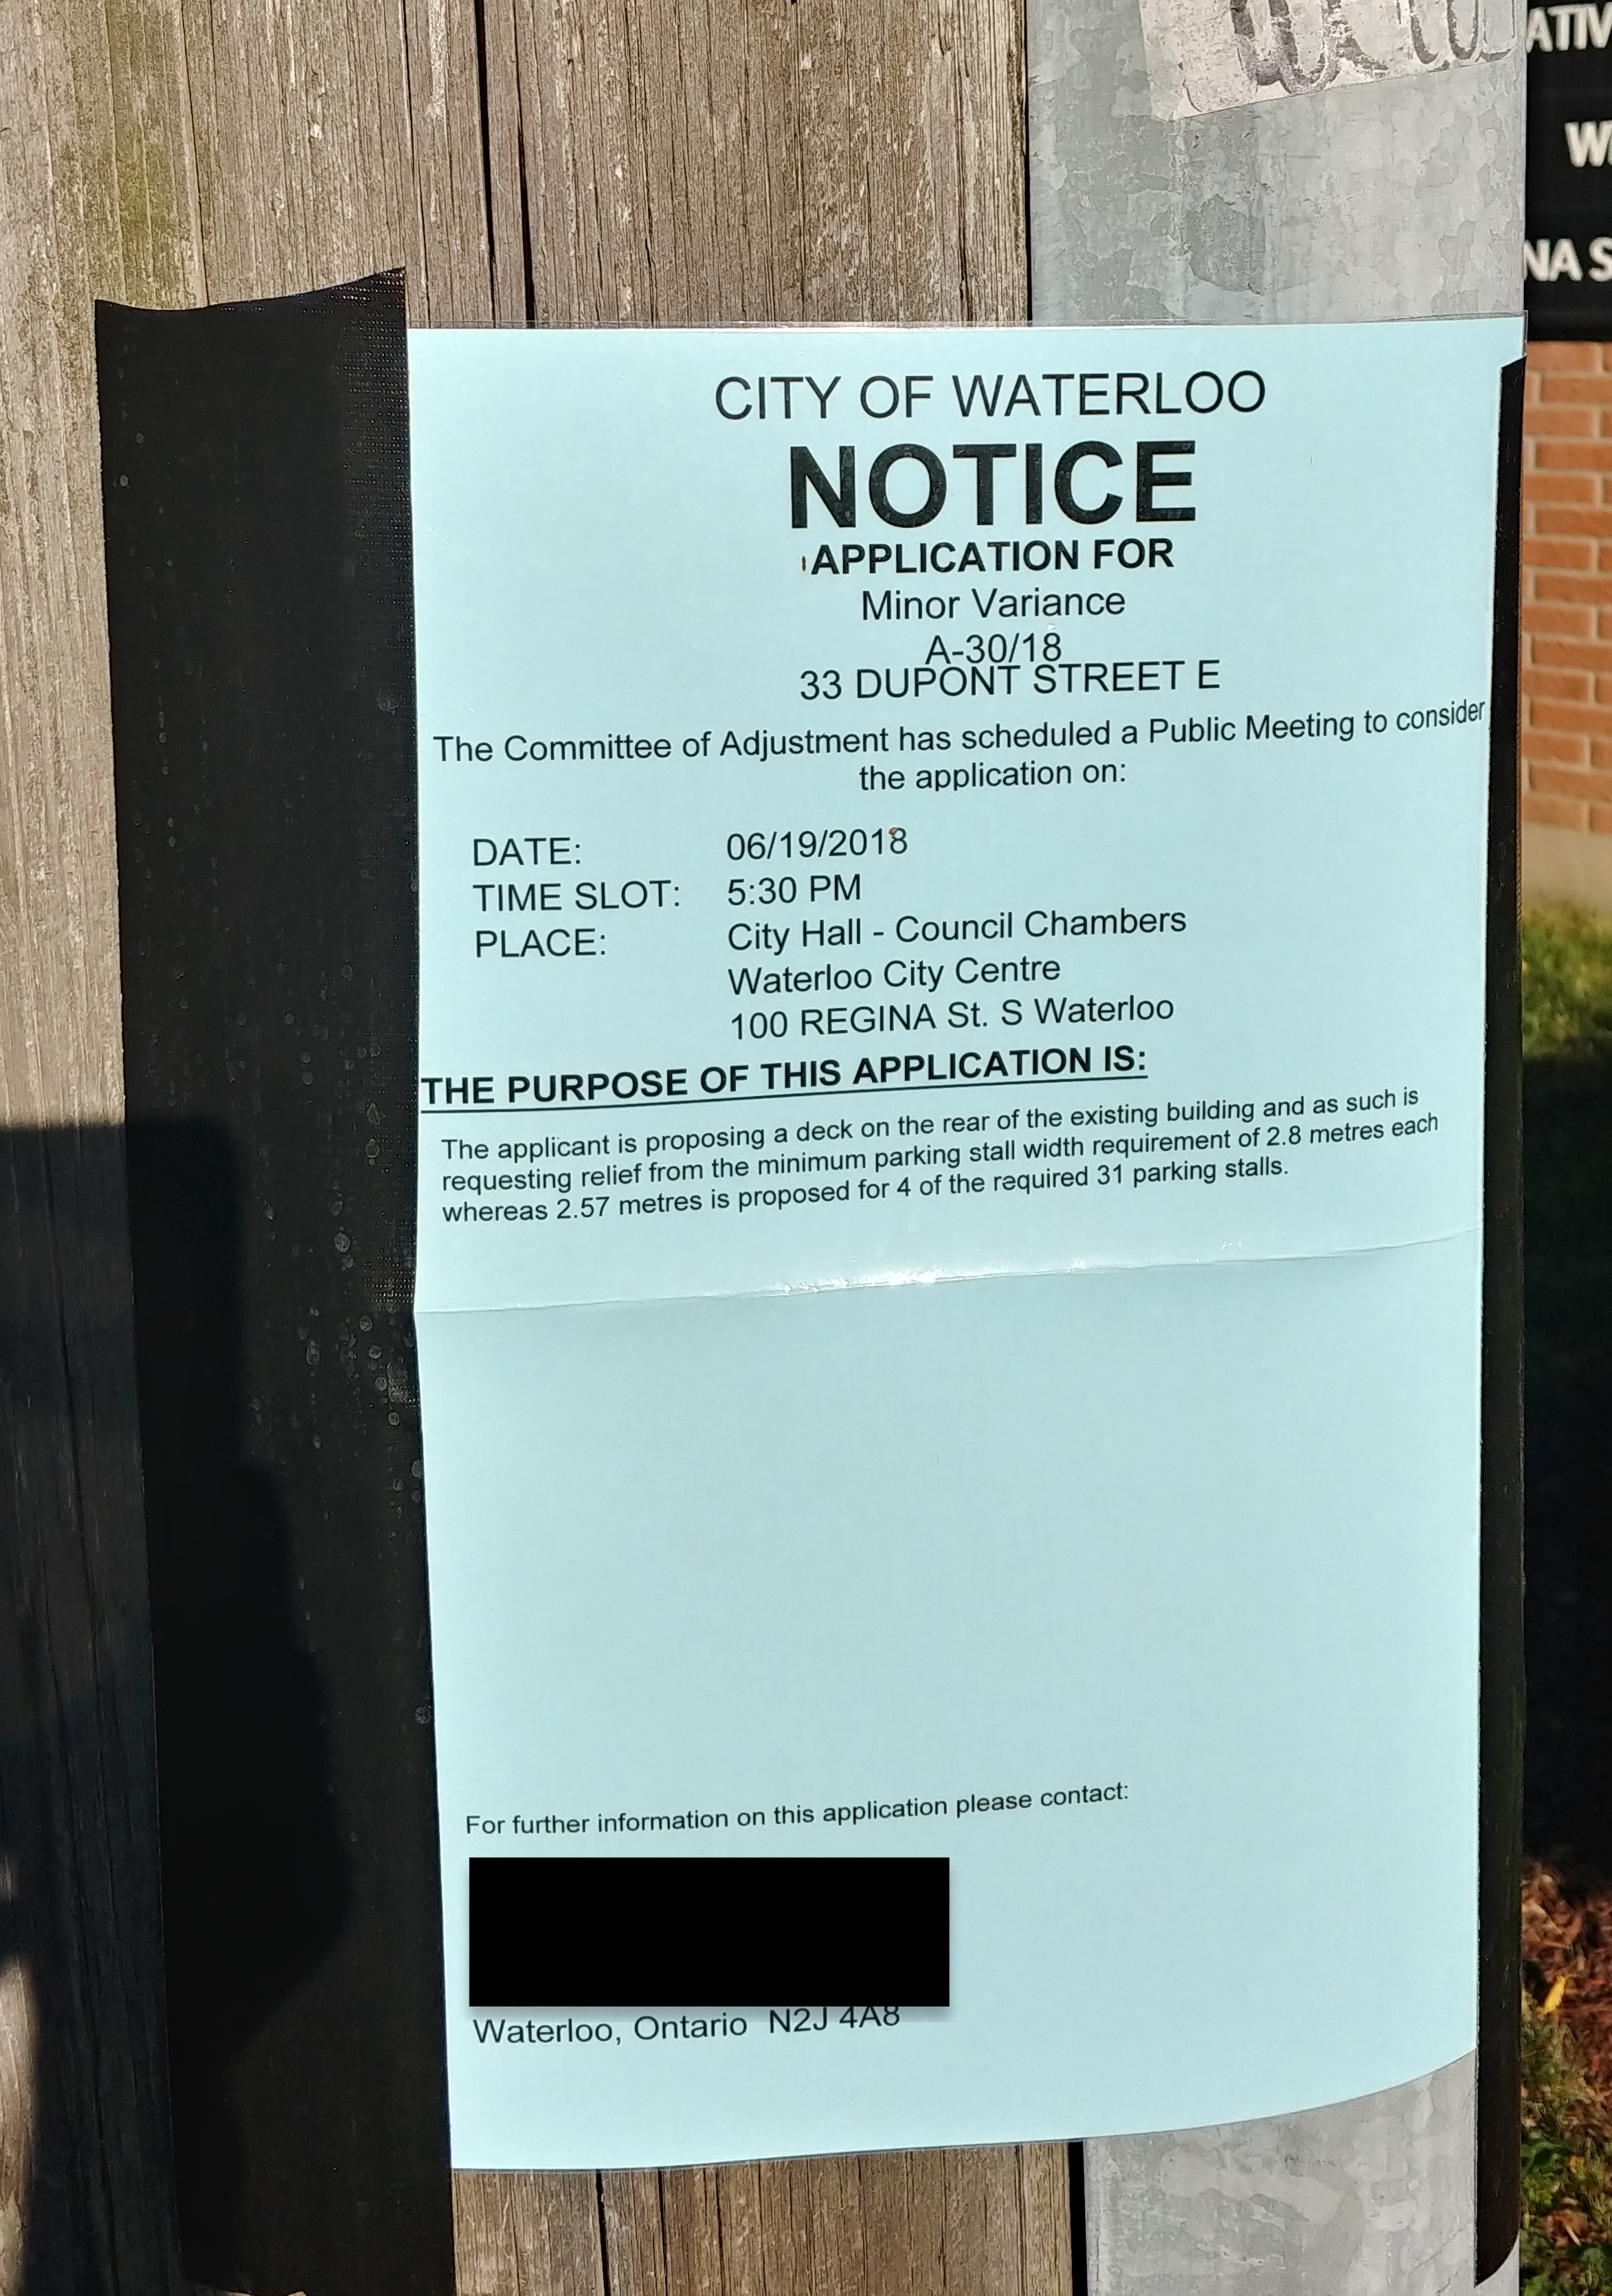 CITY OF WATERLOO
NOTICE
APPLICATION FOR
Minor Variance
A-30/18
33 DUPONT STREET E
The Committee of Adjustment has scheduled a Public Meeting to consider
the application on:
DATE: 06/19/2018
TIME SLOT: 5:30 PM
PLACE: City Hall - Council Chambers
Waterloo City Centre
100 REGINA St. S Waterloo
THE PURPOSE OF THIS APPLICATION IS:
The applicant is proposing a deck on the rear of the existing building and as such is
requesting relief from the minimum parking stall width requirement of 2.8 metres each
whereas 2.57 metres is proposed for 4 of the required 31 parking stalls.
For further information on this application please contact:
Waterloo, Ontario N2J 4A8